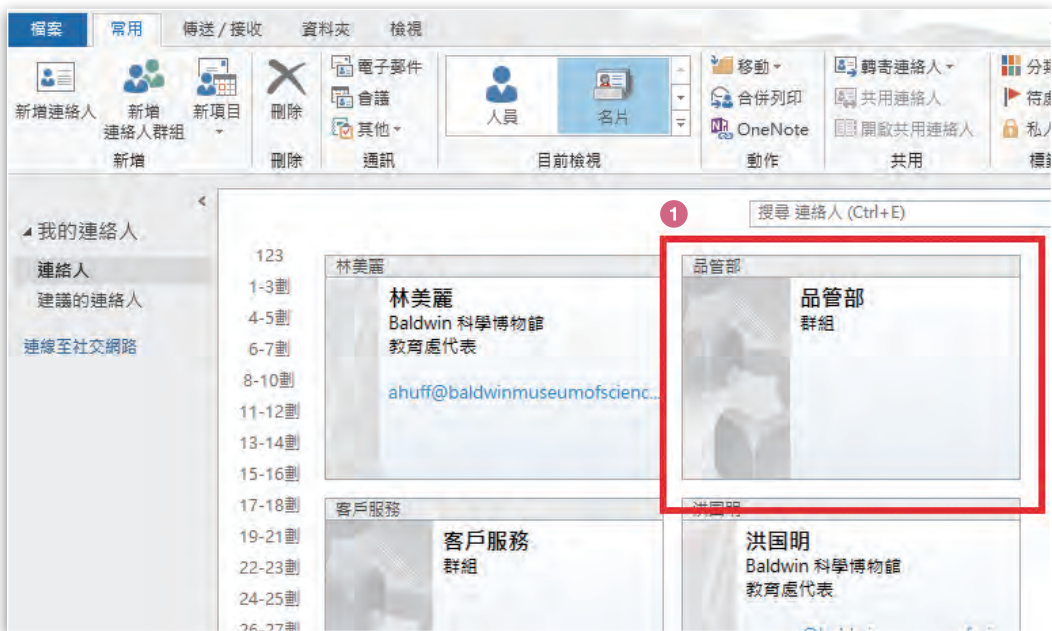 檔案 常用 傳送/接收 資料夾 檢視
新增連絡人
新增
連絡人群組
新項目
新增
刪除
刪除
電子郵件
會議
其他
通訊
人員
名片
目前檢視
移動
合併列印
OneNote
動作
轉寄連絡人
共用連絡人
開啟共用連絡人
共用
私人
我的連絡人
連絡人
建議的連絡人
連線至社交網路
1
搜尋 連絡人 (Ctrl+E)
123
1-3劃
4-5劃
6-7劃
8-10劃
11-12劃
13-14劃
15-16劃
17-18劃
19-21劃
22-23劃
24-25劃
26-27劃
林美麗
林美麗
Baldwin 科學博物館
教育處代表
ahuff@baldwinmuseumofscienc...
品管部
品管部
群組
客戶服務
客戶服務
群組
洪国明
洪国明
Baldwin 科學博物館
教育處代表